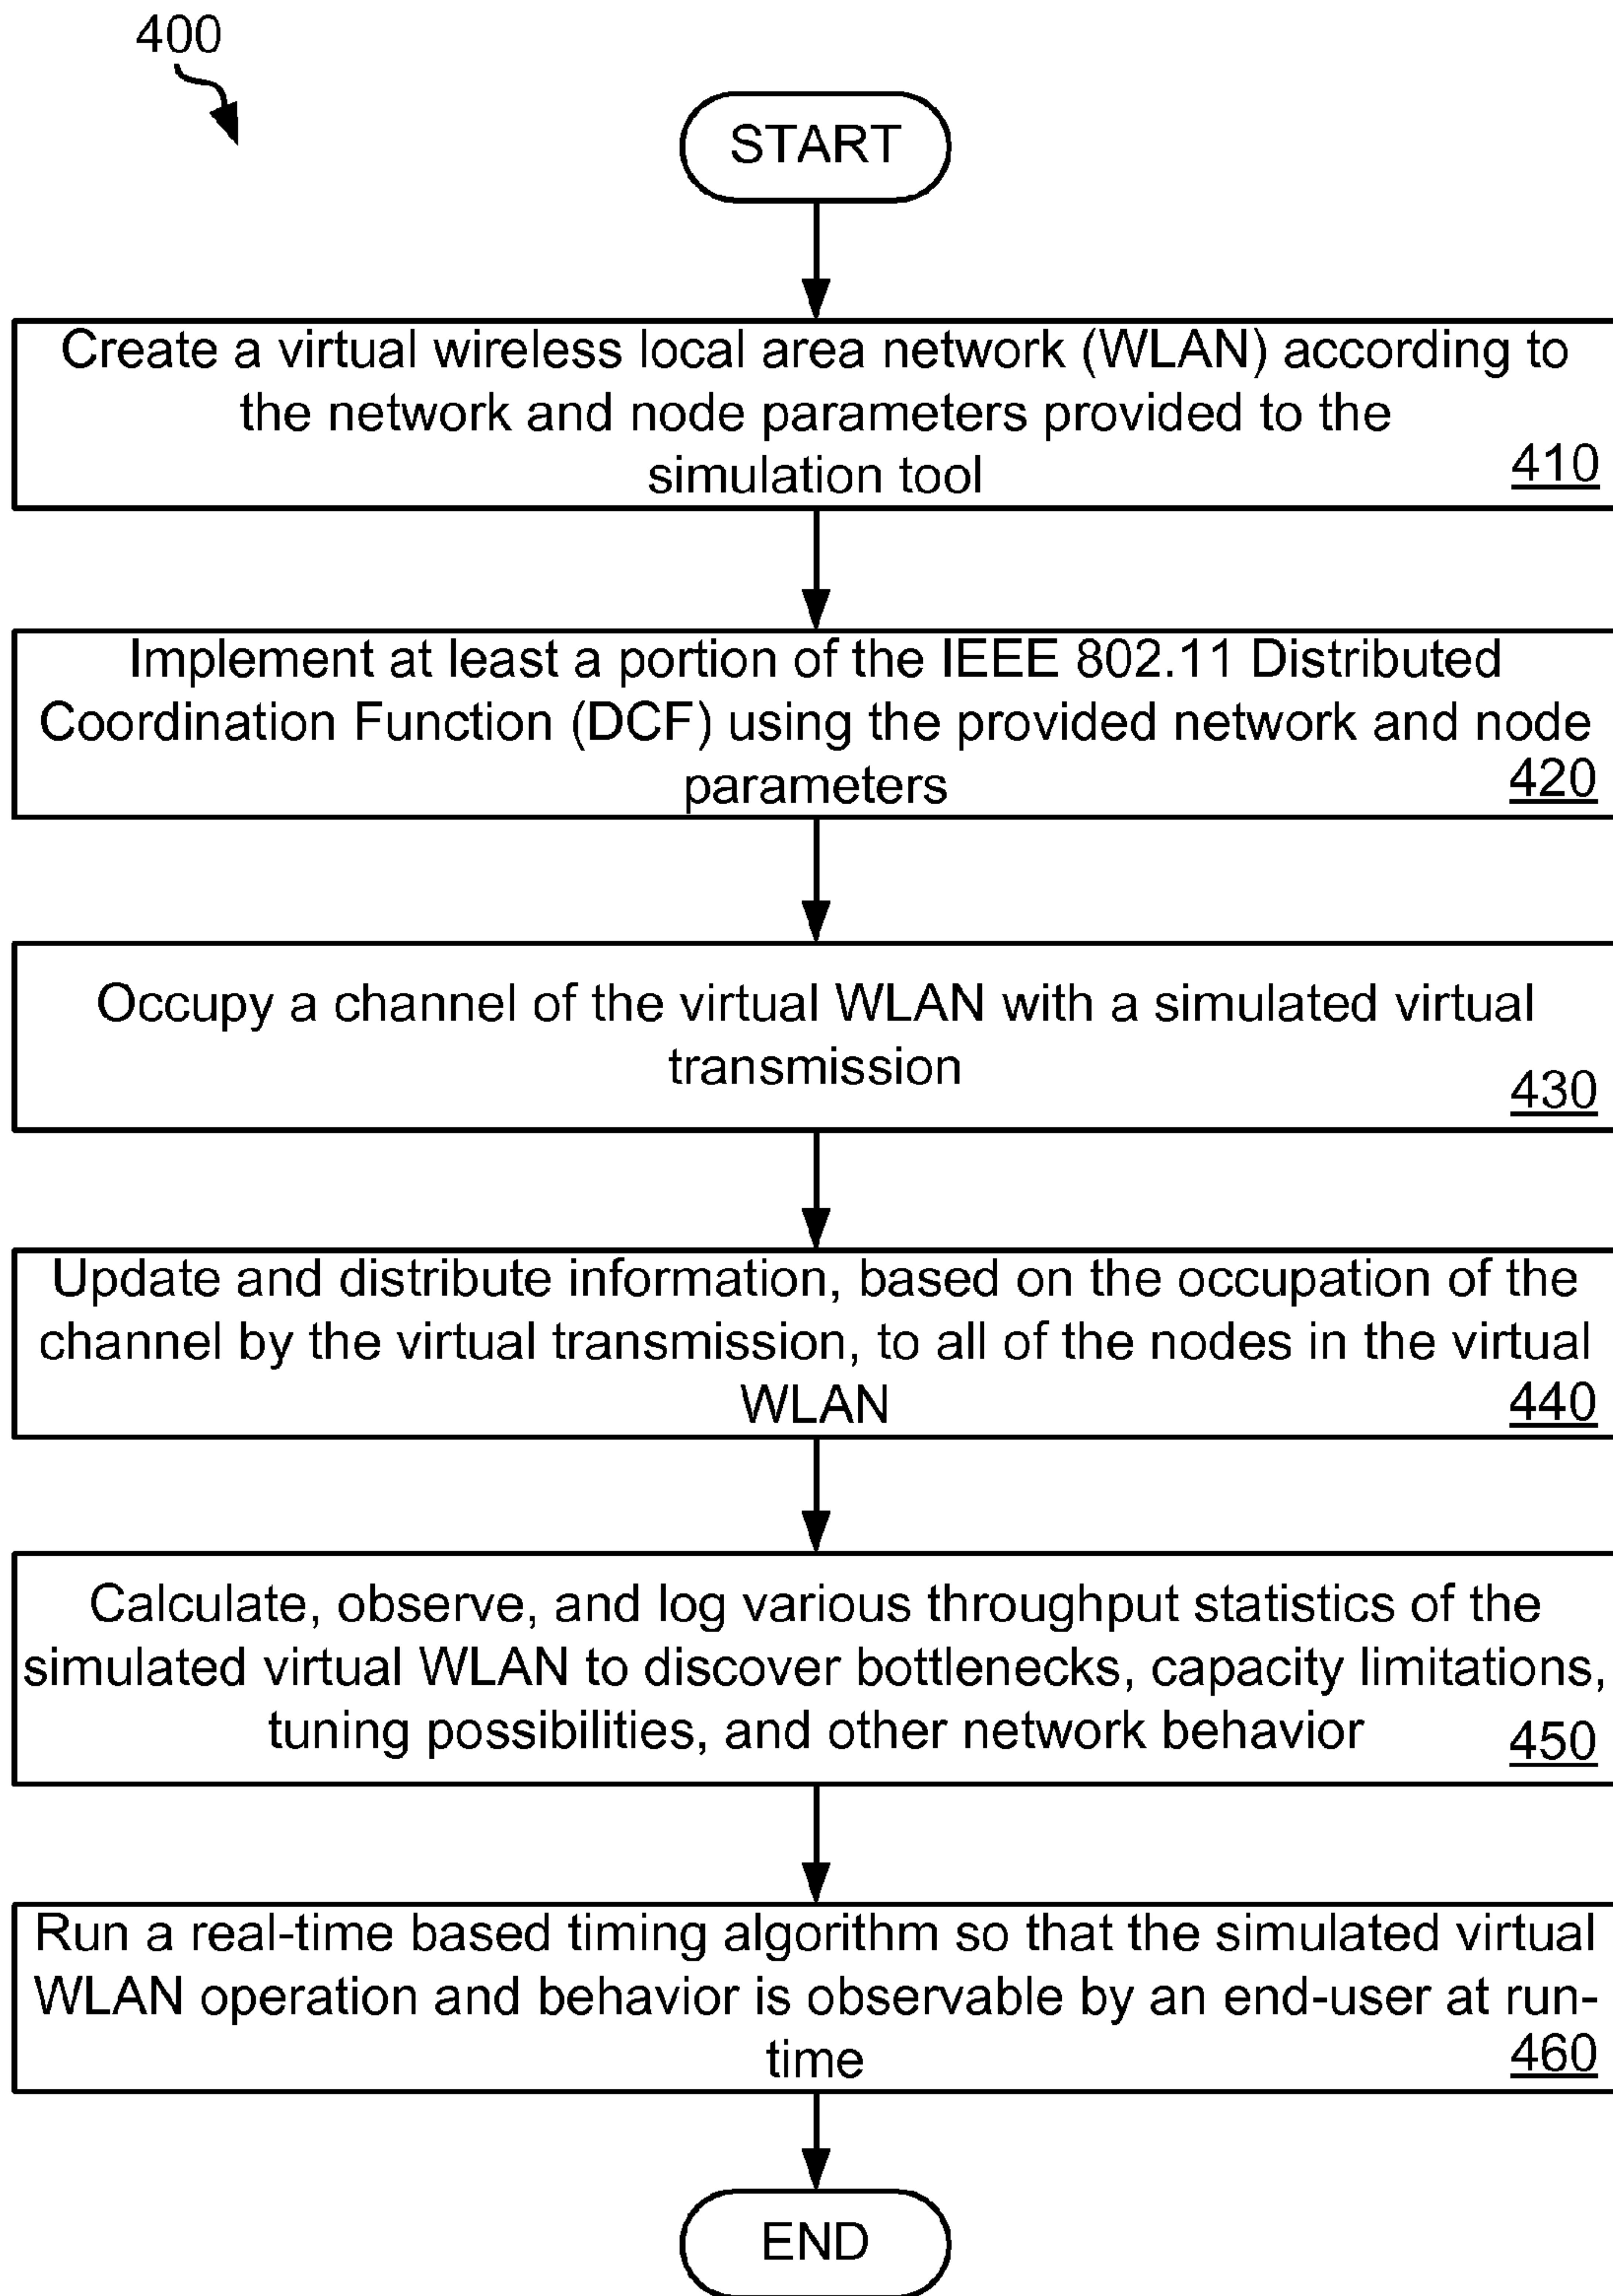 400
START
Create a virtual wireless local area network (WLAN) according to
the network and node parameters provided to the
simulation tool
410
Implement at least a portion of the IEEE 802.11 Distributed
Coordination Function (DCF) using the provided network and node
parameters
420
Occupy a channel of the virtual WLAN with a simulated virtual
transmission
430
Update and distribute information, based on the occupation of the
channel by the virtual transmission, to all of the nodes in the virtual
WLAN
440
Calculate, observe, and log various throughput statistics of the
simulated virtual WLAN to discover bottlenecks, capacity limitations,
tuning possibilities, and other network behavior
450
Run a real-time based timing algorithm so that the simulated virtual
WLAN operation and behavior is observable by an end-user at run-
time
460
END